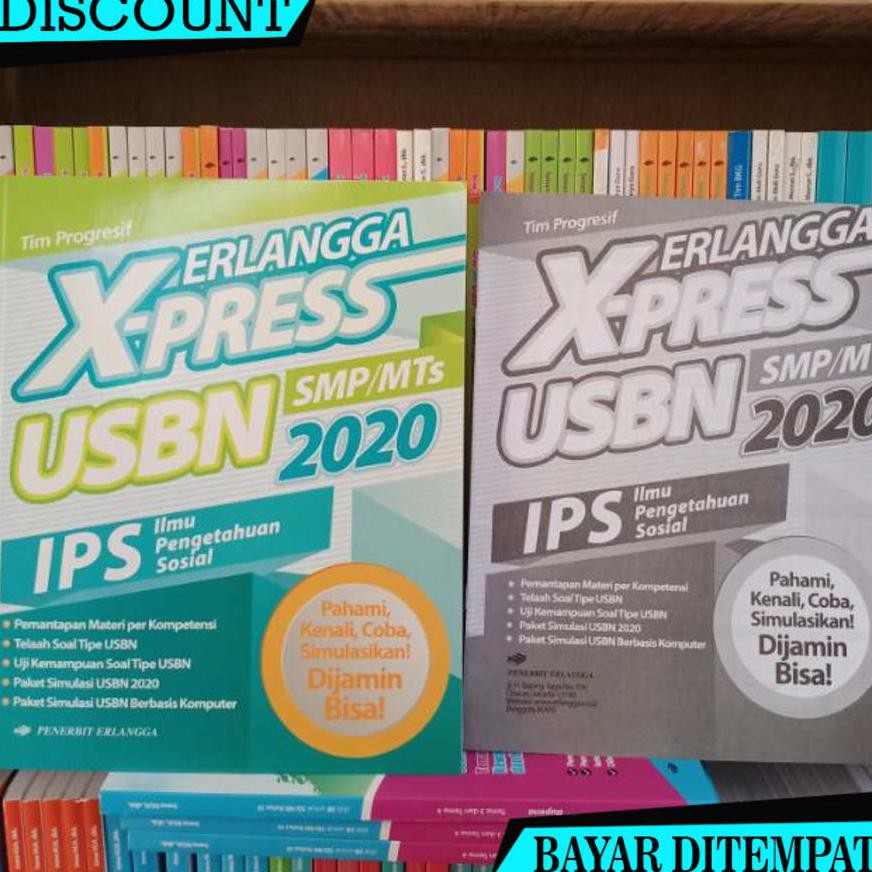 DISCOUNT
Tim Progresif
ERLANGGA
X-PRESS
USBN SMP/MTs
2020
IPS Ilmu
Pengetahuan
Sosial
Pemantapan Materi per Kompetensi
Telaah Soal Tipe USBN
Uji Kemampuan Soal Tipe USBN
Paket Simulasi USBN 2020
Paket Simulasi USBN Berbasis Komputer
Pahami,
Kenali, Coba,
Simulasikan!
Dijamin
Bisa!
PENERBIT ERLANGGA
Tim Progresif
ERLANGGA
X-PRESS
USBN SMP/M
2020
IPS Ilmu
Pengetahuan
Sosial
Pemantapan Materi per Kompetensi
Telaah Soal Tipe USBN
Uji Kemampuan Soal Tipe USBN
Paket Simulasi USBN 2020
Paket Simulasi USBN Berbasis Komputer
Pahami,
Kenali, Coba,
Simulasikan!
Dijamin
Bisa!
PENERBIT ERLANGGA
Tim BKG
BAYAR DITEMPAT